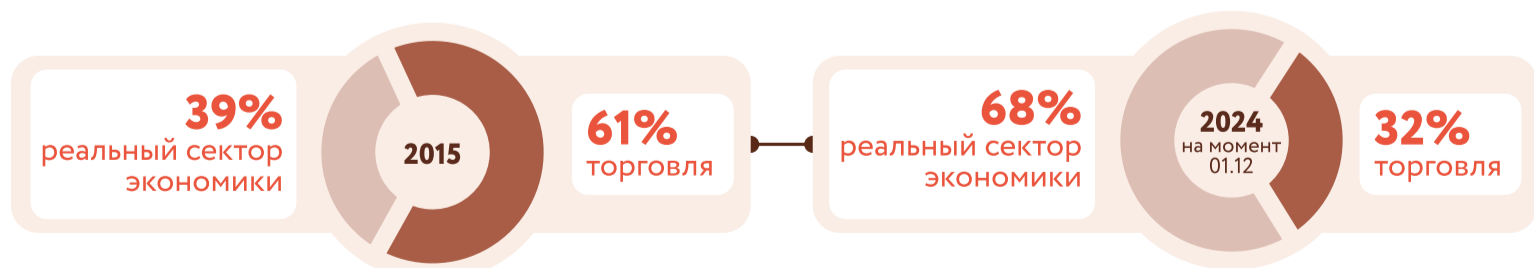 39%
реальный сектор
экономики
2015
61%
торговля
68%
реальный сектор
экономики
2024
на момент
01.12
32%
торговля